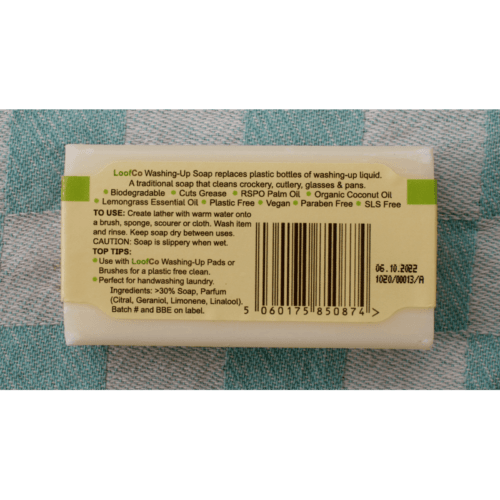 LoofCo Washing-Up Soap replaces plastic bottles of washing-up liquid.
A traditional soap that cleans crockery, cutlery, glasses & pans.
• Biodegradable • Cuts Grease • RSPO Palm Oil • Organic Coconut Oil
• Lemongrass Essential Oil • Plastic Free • Vegan • Paraben Free • SLS Free
TO USE: Create lather with warm water onto
a brush, sponge, scourer or cloth. Wash item
and rinse. Keep soap dry between uses.
CAUTION: Soap is slippery when wet.
TOP TIPS:
• Use with LoofCo Washing-Up Pads or
Brushes for a plastic free clean.
• Perfect for handwashing laundry.
Ingredients: >30% Soap, Parfum
(Citral, Geraniol, Limonene, Linalool).
Batch # and BBE on label.
5 060175 850874 >
06.10.2022
1020/00013/A